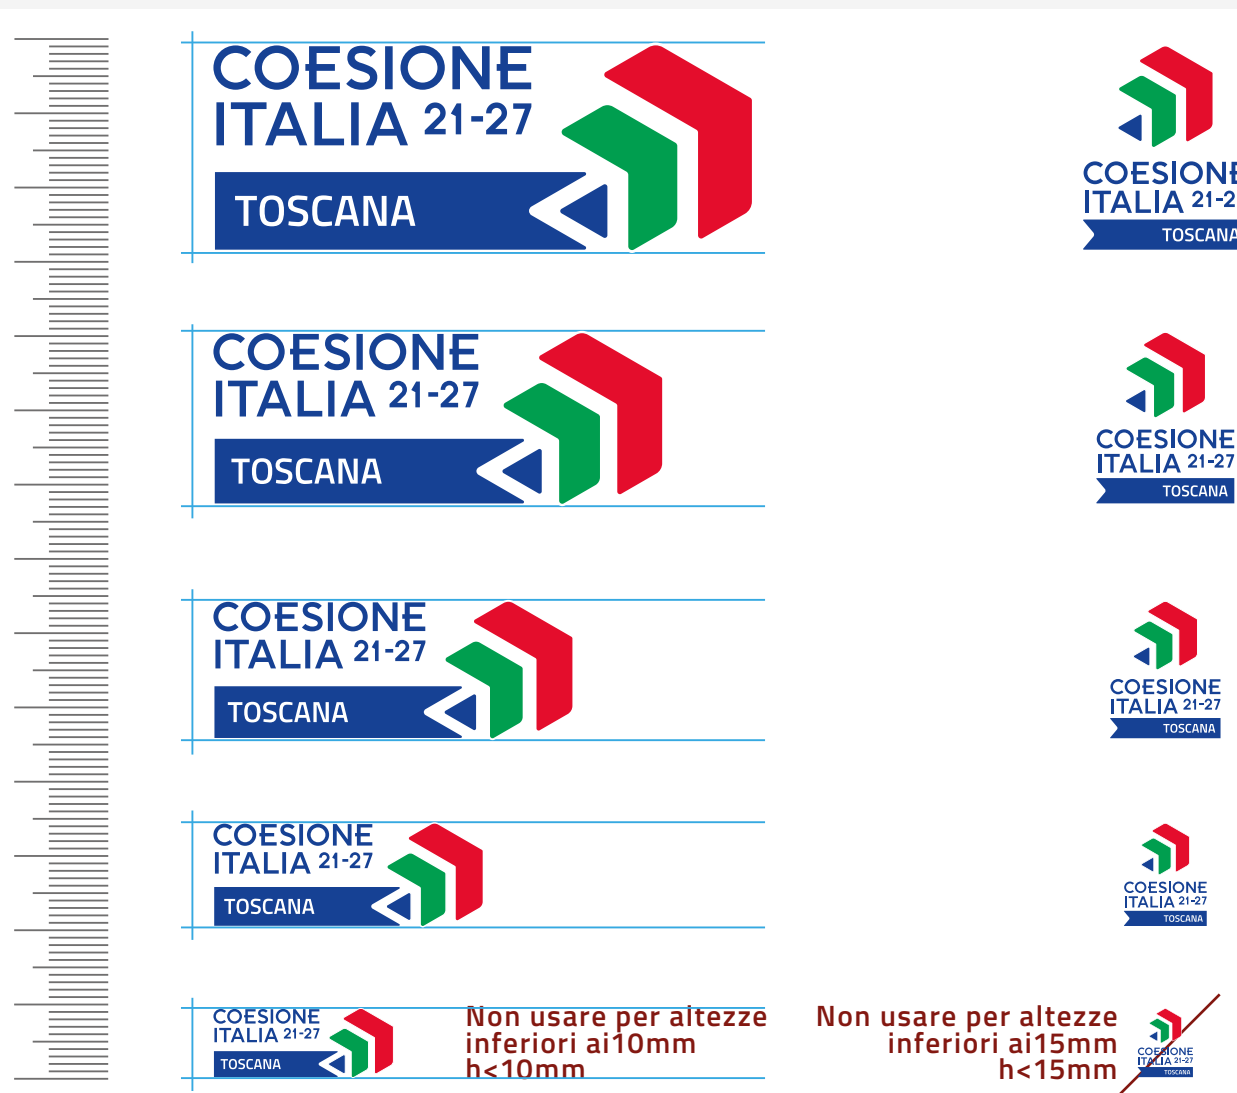 COESIONE
ITALIA 21-27
TOSCANA
COESIONE
ITALIA 21-2
TOSCANA
COESIONE
ITALIA 21-27
TOSCANA
COESIONE
ITALIA 21-27
TOSCANA
COESIONE
ITALIA 21-27
TOSCANA
COESIONE
ITALIA 21-27
TOSCANA
COESIONE
ITALIA 21-27
TOSCANA
COESIONE
ITALIA 21-27
TOSCANA
COESIONE
ITALIA 21-27
TOSCANA
Non usare per altezze
inferiori ai10mm
h<10mm
Non usare per altezze
inferiori ai15mm
h<15mm
COESIONE
ITALIA 21-27
TOSCANA